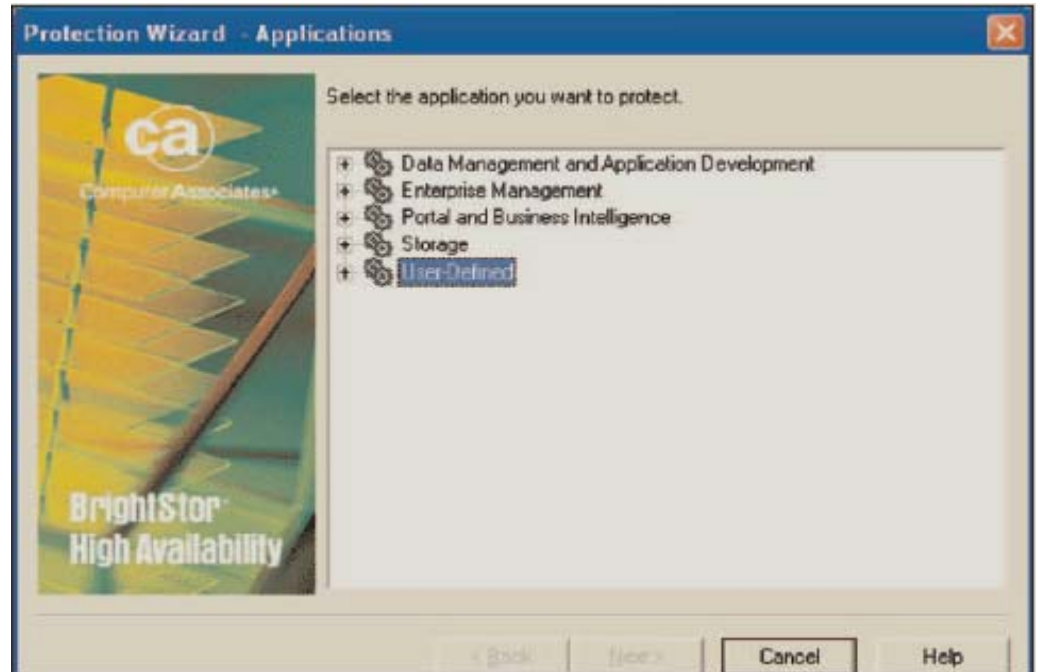 Protection Wizard - Applications
Select the application you want to protect.
ca
Computer Associates
Data Management and Application Development
Enterprise Management
Portal and Business Intelligence
Storage
User-Defined
BrightStor
High Availability
< Back
Next >
Cancel
Help